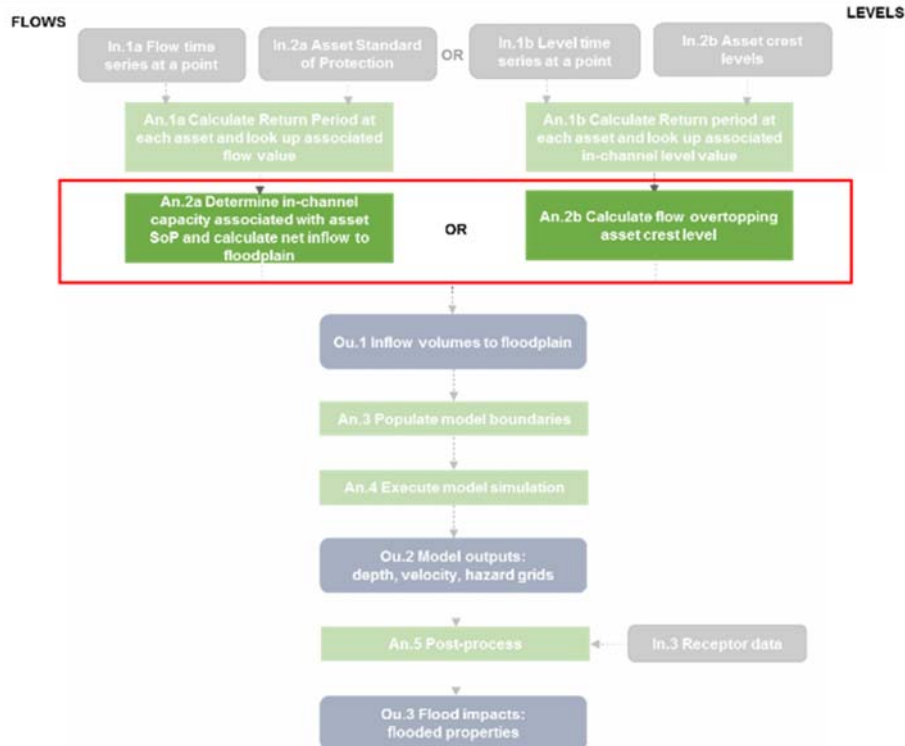 FLOWS
LEVELS
In.1a Flow time
series at a point
In.2a Asset Standard
of Protection
OR
In.1b Level time
series at a point
In.2b Asset crest
levels
An.1a Calculate Return Period at
each asset and look up associated
flow value
An.1b Calculate Return period at
each asset and look up associated
in-channel level value
An.2a Determine in-channel
capacity associated with asset
SoP and calculate net inflow to
floodplain
OR
An.2b Calculate flow overtopping
asset crest level
Ou.1 Inflow volumes to floodplain
An.3 Populate model boundaries
An.4 Execute model simulation
Ou.2 Model outputs:
depth, velocity, hazard grids
An.5 Post-process
In.3 Receptor data
Ou.3 Flood impacts:
flooded properties